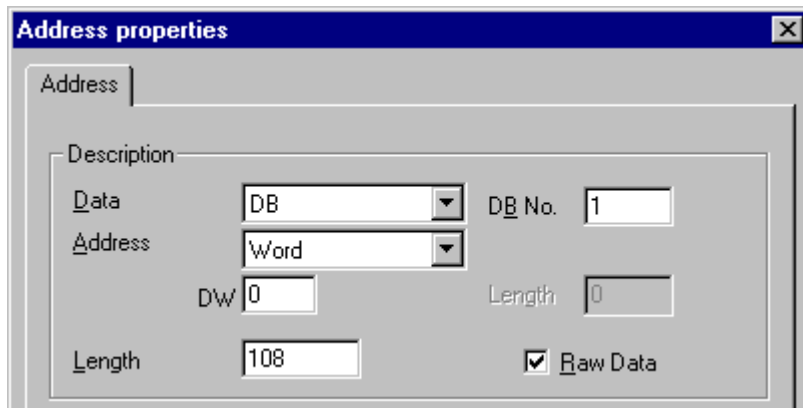 Address properties
Address
Description
Data DB DB No. 1
Address Word
DW 0 Length 0
Length 108 Raw Data